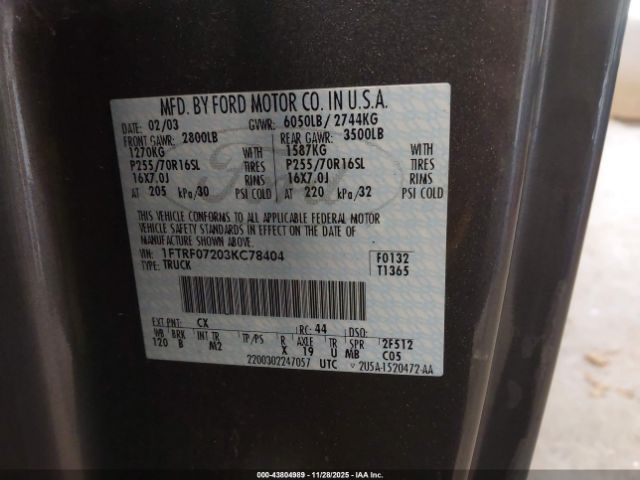 MFD. BY FORD MOTOR CO. IN U.S.A.
DATE: 02/03 GVWR: 6050LB/ 2744KG
FRONT GAWR: 2800LB REAR GAWR: 3500LB
1270KG WITH 1587KG WITH
P255/70R16SL TIRES P255/70R16SL TIRES
16X7.0J RIMS 16X7.0J RIMS
AT 205 kPa/30 PSI COLD AT 220 kPa/32 PSI COLD
THIS VEHICLE CONFORMS TO ALL APPLICABLE FEDERAL MOTOR
VEHICLE SAFETY STANDARDS IN EFFECT ON THE DATE OF
MANUFACTURE SHOWN ABOVE.
VIN: 1FTRF07203KC78404 F0132
TYPE: TRUCK T1365
EXT PNT: CX RC: 44 DSO:
WB BRK INT TR TP/PS R AXLE TR SPR 2F512
120 B M2 X 19 U MB C05
2200302247057 UTC ▽ 2U5A-1520472-AA
Ford
000-43804989 - 11/28/2025 - IAA Inc.